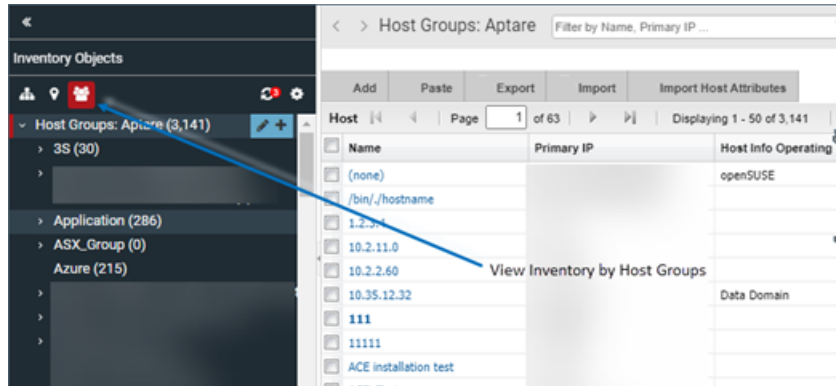 «
Inventory Objects
3
Host Groups: Aptare (3,141)
3S (30)
Application (286)
ASX_Group (0)
Azure (215)
< > Host Groups: Aptare
Filter by Name, Primary IP ...
Add Paste Export Import Import Host Attributes
Host Page 1 of 63 Displaying 1 - 50 of 3,141
Name Primary IP Host Info Operating
(none) openSUSE
/bin/./hostname
10.2.11.0
10.2.2.60
View Inventory by Host Groups
10.35.12.32 Data Domain
111
11111
ACE installation test